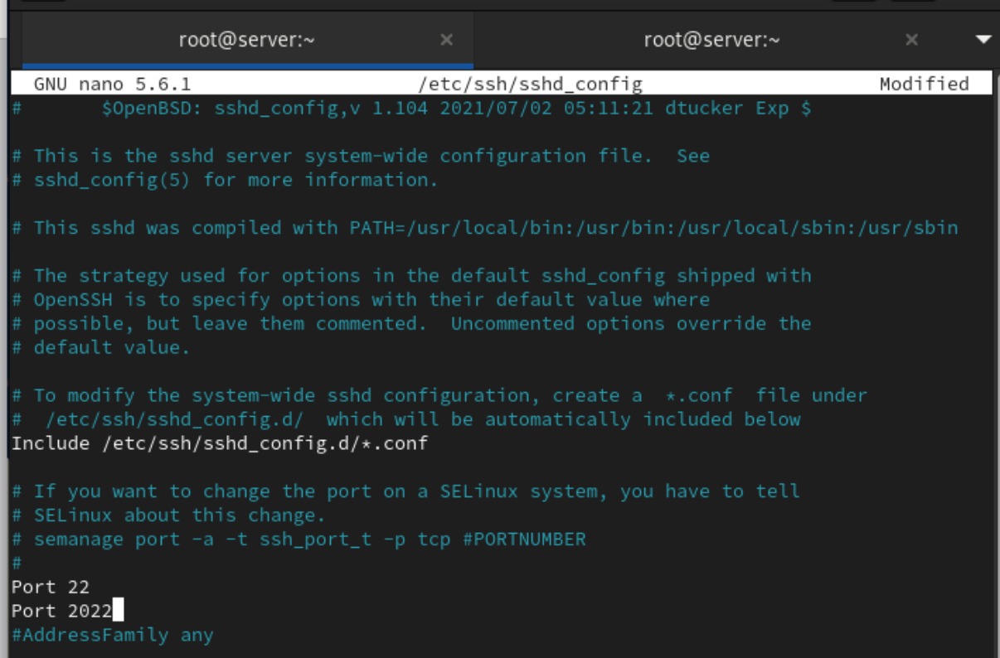 root@server:~ × root@server:~ ×
GNU nano 5.6.1 /etc/ssh/sshd_config Modified
# $OpenBSD: sshd_config,v 1.104 2021/07/02 05:11:21 dtucker Exp $
# This is the sshd server system-wide configuration file.  See
# sshd_config(5) for more information.
# This sshd was compiled with PATH=/usr/local/bin:/usr/bin:/usr/local/sbin:/usr/sbin
# The strategy used for options in the default sshd_config shipped with
# OpenSSH is to specify options with their default value where
# possible, but leave them commented.  Uncommented options override the
# default value.
# To modify the system-wide sshd configuration, create a  *.conf  file under
#  /etc/ssh/sshd_config.d/  which will be automatically included below
Include /etc/ssh/sshd_config.d/*.conf
# If you want to change the port on a SELinux system, you have to tell
# SELinux about this change.
# semanage port -a -t ssh_port_t -p tcp #PORTNUMBER
#
Port 22
Port 2022
#AddressFamily any